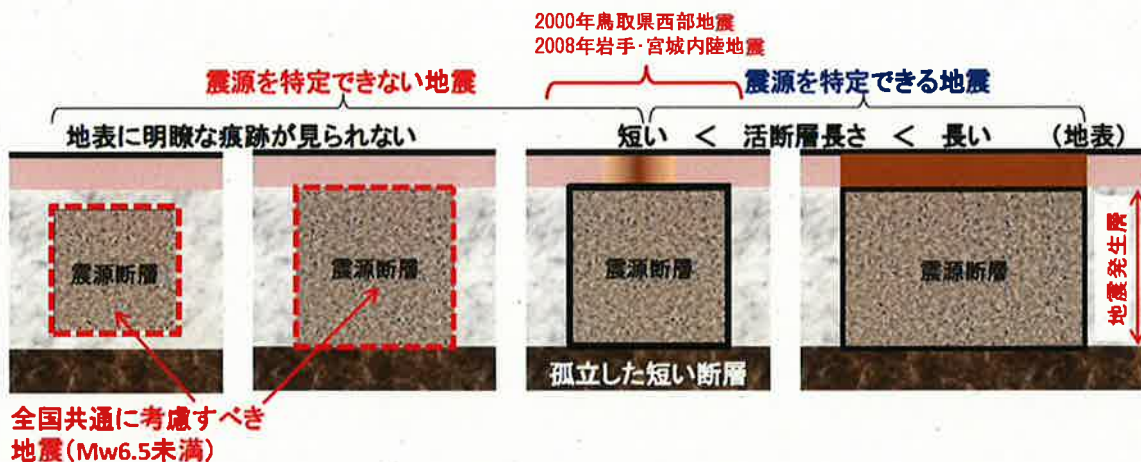 2000年鳥取県西部地震
2008年岩手･宮城内陸地震
震源を特定できない地震
震源を特定できる地震
地表に明瞭な痕跡が見られない
短い ＜ 活断層長さ ＜ 長い （地表）
震源断層
震源断層
震源断層
震源断層
地震発生層
孤立した短い断層
全国共通に考慮すべき
地震(Mw6.5未満)